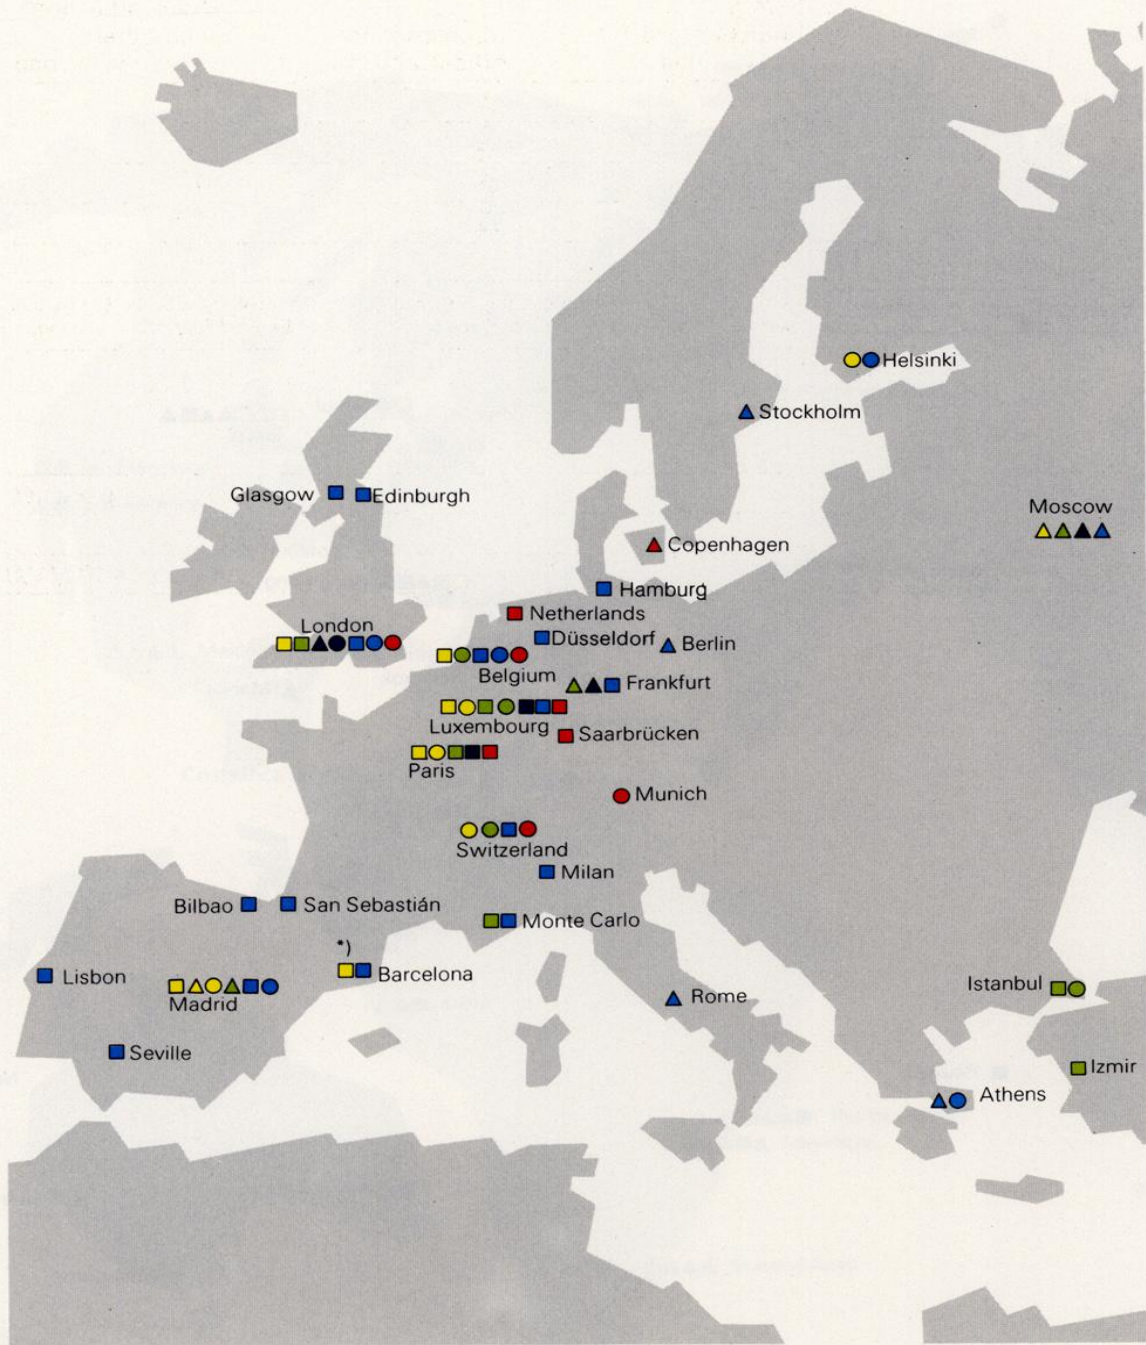 Helsinki
Stockholm
Glasgow
Edinburgh
Moscow
Copenhagen
Hamburg
Netherlands
London
Düsseldorf
Berlin
Belgium
Frankfurt
Luxembourg
Saarbrücken
Paris
Munich
Switzerland
Milan
Bilbao
San Sebastián
Monte Carlo
*)
Barcelona
Lisbon
Madrid
Istanbul
Rome
Seville
Izmir
Athens